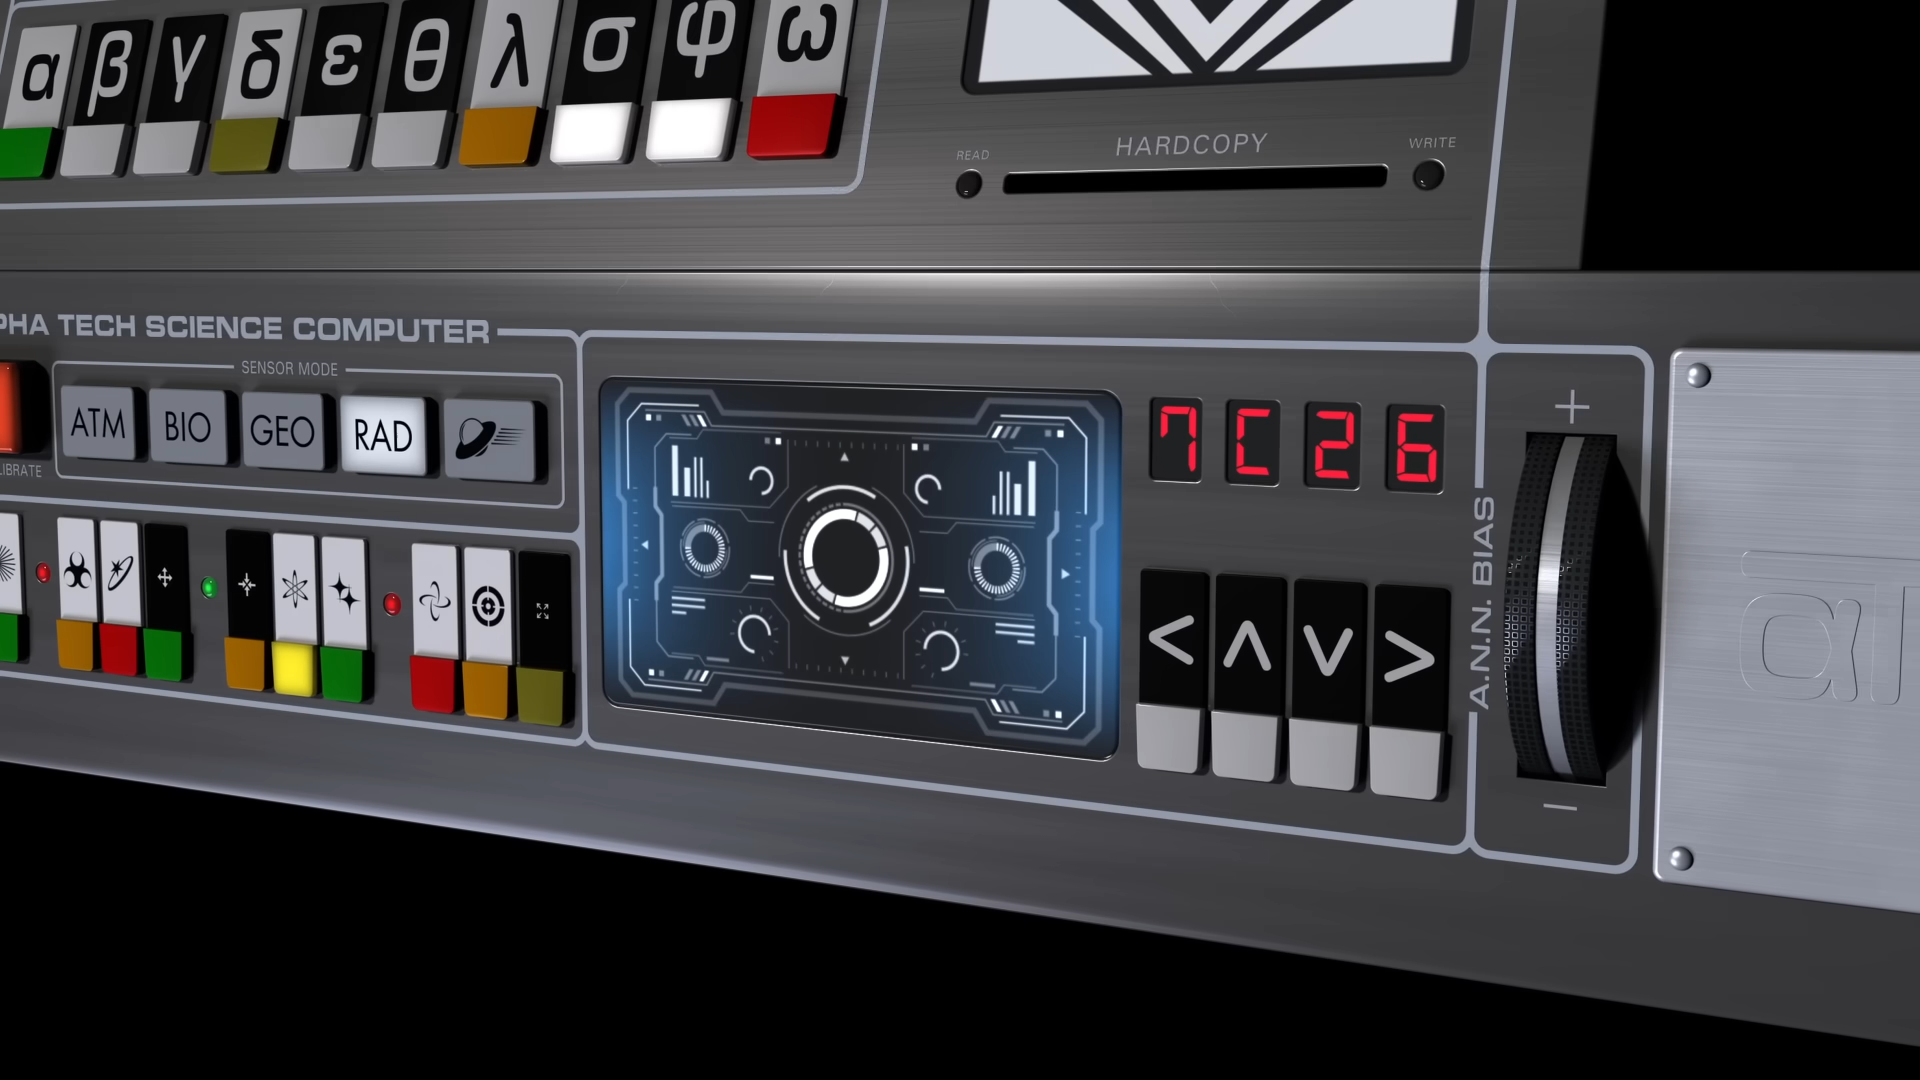 α β γ δ ε θ λ σ φ ω
READ HARDCOPY WRITE
PHA TECH SCIENCE COMPUTER
SENSOR MODE
ATM BIO GEO RAD
LIBRATE
7C26
< ʌ v >
+
A.N.N. BIAS
−